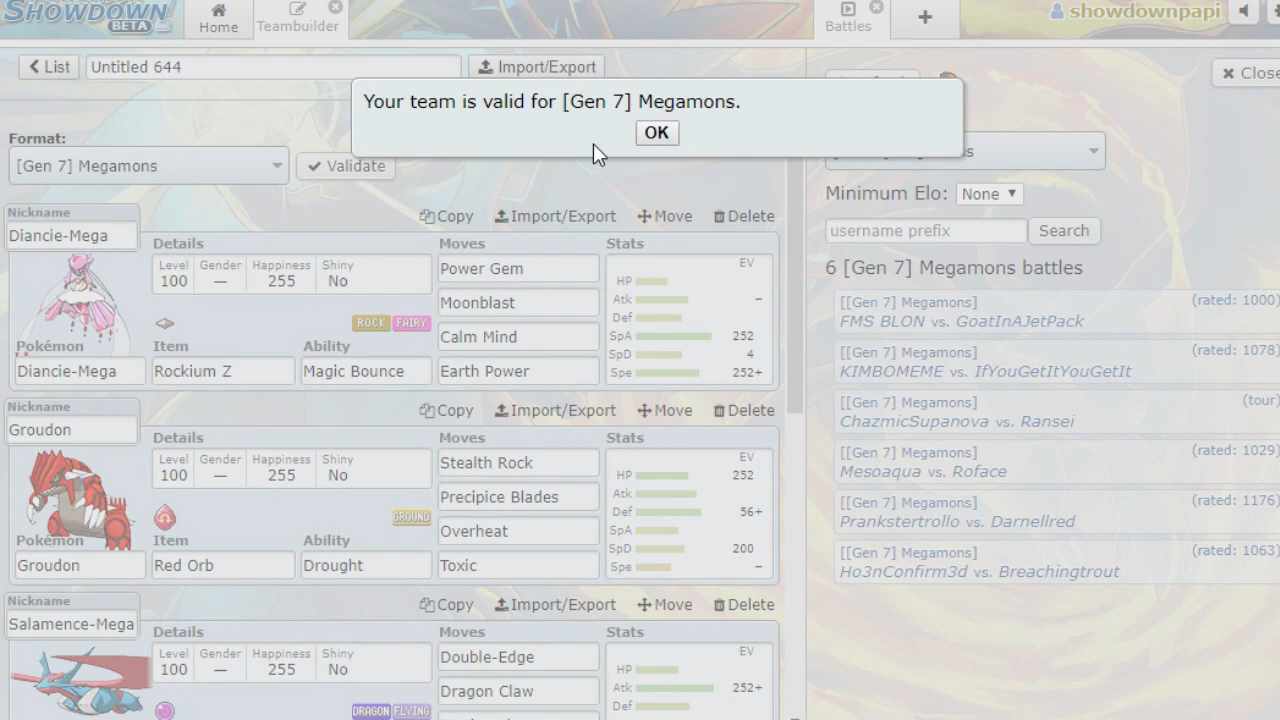 SHOWDOWN
BETA
Home
Teambuilder
Battles
showdownpapi
List
Untitled 644
Import/Export
Close
Your team is valid for [Gen 7] Megamons.
OK
Format:
[Gen 7] Megamons
Validate
Minimum Elo: None
username prefix
Search
6 [Gen 7] Megamons battles
[[Gen 7] Megamons] (rated: 1000)
FMS BLON vs. GoatInAJetPack
[[Gen 7] Megamons] (rated: 1078)
KIMBOMEME vs. IfYouGetItYouGetIt
[[Gen 7] Megamons] (tour)
ChazmicSupanova vs. Ransei
[[Gen 7] Megamons] (rated: 1029)
Mesoaqua vs. Roface
[[Gen 7] Megamons] (rated: 1176)
Prankstertrollo vs. Darnellred
[[Gen 7] Megamons] (rated: 1063)
Ho3nConfirm3d vs. Breachingtrout
Nickname
Diancie-Mega
Copy Import/Export Move Delete
Details
Level Gender Happiness Shiny
100 — 255 No
ROCK FAIRY
Pokémon Item Ability
Diancie-Mega Rockium Z Magic Bounce
Moves
Power Gem
Moonblast
Calm Mind
Earth Power
Stats
EV
HP
Atk –
Def
SpA 252
SpD 4
Spe 252+
Nickname
Groudon
Copy Import/Export Move Delete
Details
Level Gender Happiness Shiny
100 — 255 No
GROUND
Pokémon Item Ability
Groudon Red Orb Drought
Moves
Stealth Rock
Precipice Blades
Overheat
Toxic
Stats
EV
HP 252
Atk
Def 56+
SpA
SpD 200
Spe –
Nickname
Salamence-Mega
Copy Import/Export Move Delete
Details
Level Gender Happiness Shiny
100 — 255 No
DRAGON FLYING
Moves
Double-Edge
Dragon Claw
Stats
EV
HP
Atk 252+
Def